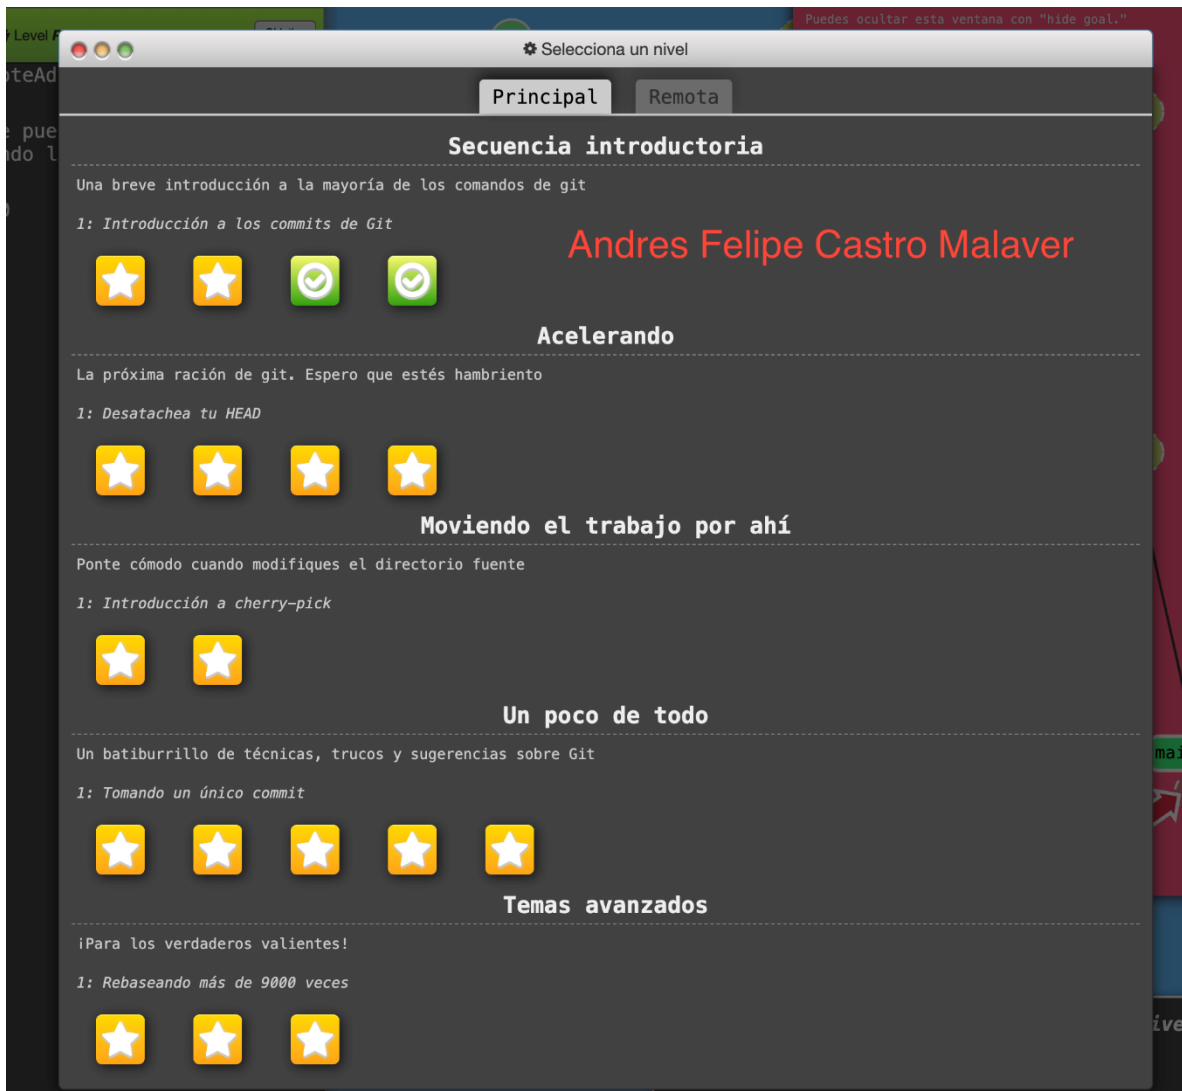 Puedes ocultar esta ventana con "hide goal."
Level
Selecciona un nivel
Principal Remota
Secuencia introductoria
Una breve introducción a la mayoría de los comandos de git
1: Introducción a los commits de Git
Andres Felipe Castro Malaver
Acelerando
La próxima ración de git. Espero que estés hambriento
1: Desatachea tu HEAD
Moviendo el trabajo por ahí
Ponte cómodo cuando modifiques el directorio fuente
1: Introducción a cherry-pick
Un poco de todo
Un batiburrillo de técnicas, trucos y sugerencias sobre Git
1: Tomando un único commit
Temas avanzados
¡Para los verdaderos valientes!
1: Rebaseando más de 9000 veces